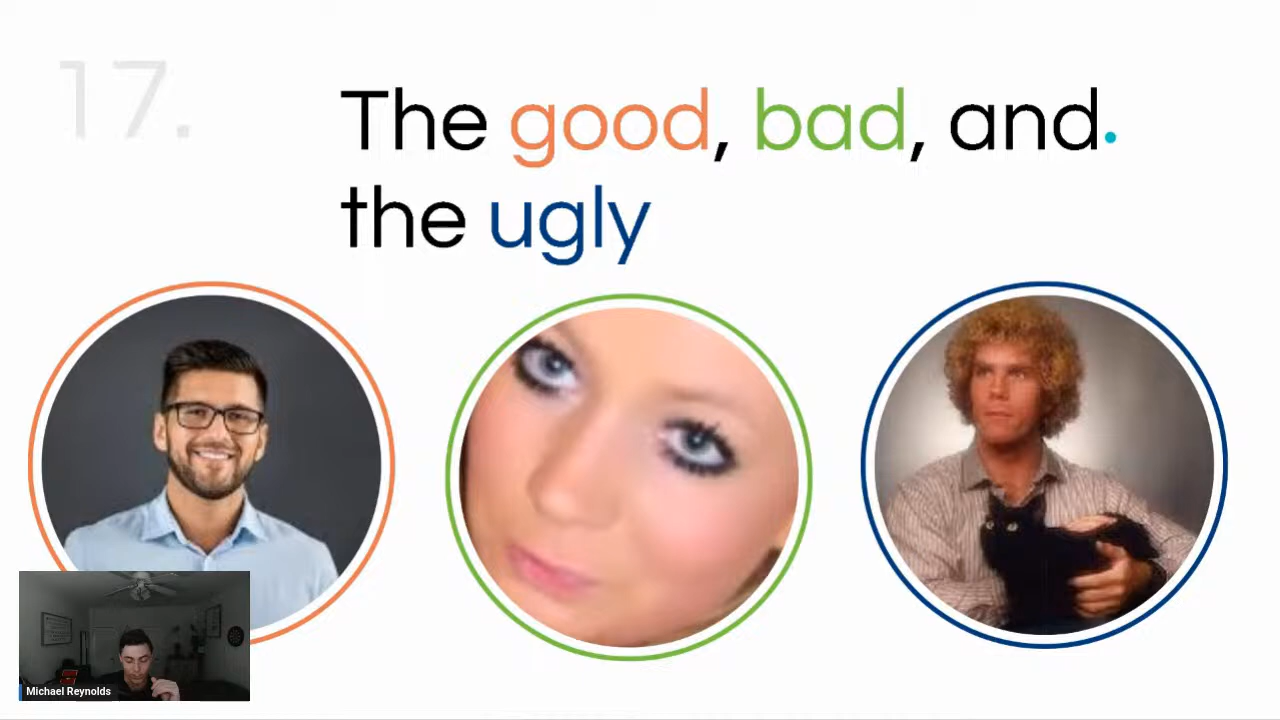 17.
The good, bad, and
the ugly
Michael Reynolds